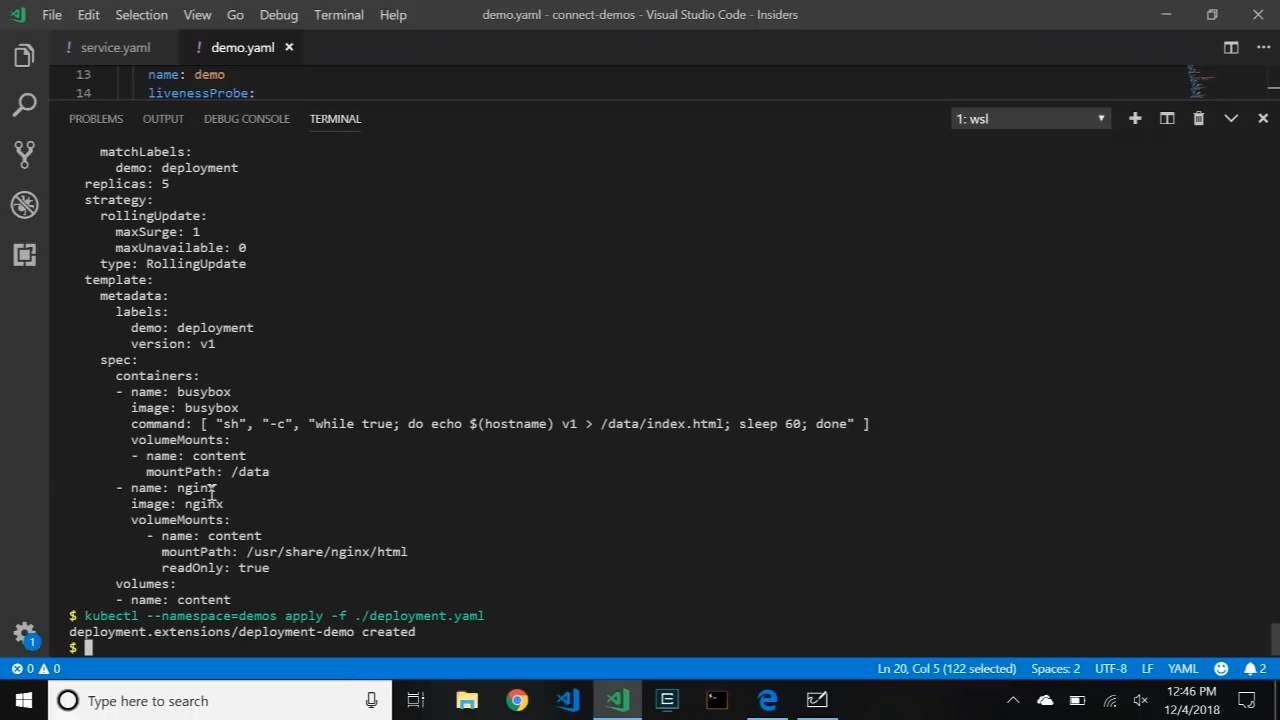 File Edit Selection View Go Debug Terminal Help
demo.yaml - connect-demos - Visual Studio Code - Insiders
! service.yaml
! demo.yaml ×
13 name: demo
14 livenessProbe:
PROBLEMS OUTPUT DEBUG CONSOLE TERMINAL
1: wsl
matchLabels:
demo: deployment
replicas: 5
strategy:
rollingUpdate:
maxSurge: 1
maxUnavailable: 0
type: RollingUpdate
template:
metadata:
labels:
demo: deployment
version: v1
spec:
containers:
- name: busybox
image: busybox
command: [ "sh", "-c", "while true; do echo $(hostname) v1 > /data/index.html; sleep 60; done" ]
volumeMounts:
- name: content
mountPath: /data
- name: nginx
image: nginx
volumeMounts:
- name: content
mountPath: /usr/share/nginx/html
readOnly: true
volumes:
- name: content
$ kubectl --namespace=demos apply -f ./deployment.yaml
deployment.extensions/deployment-demo created
$
1
0 0
Ln 20, Col 5 (122 selected) Spaces: 2 UTF-8 LF YAML 2
Type here to search
12:46 PM
12/4/2018